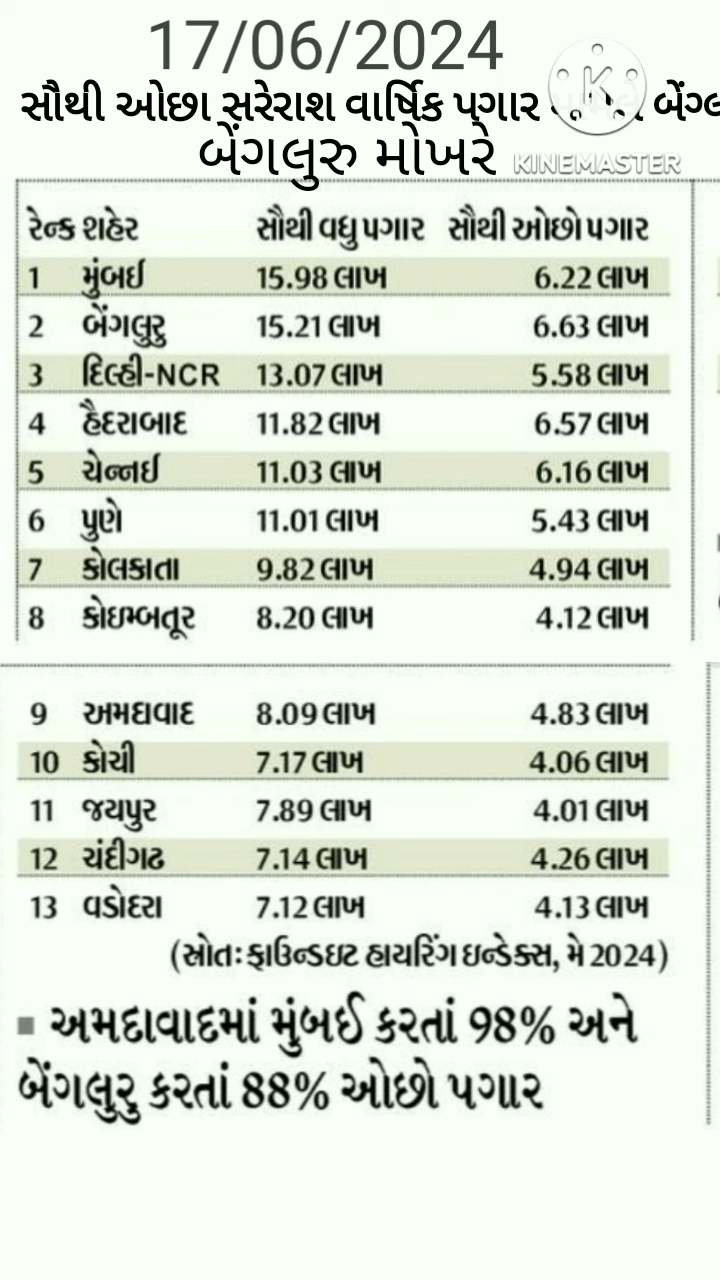 17/06/2024
સૌથી ઓછા સરેરાશ વાર્ષિક પગાર
બેંગલુરુ મોખરે
KINEMASTER
રેન્ક શહેર સૌથી વધુ પગાર સૌથી ઓછો પગાર
1 મુંબઈ 15.98 લાખ 6.22 લાખ
2 બેંગલુરુ 15.21 લાખ 6.63 લાખ
3 દિલ્હી-NCR 13.07 લાખ 5.58 લાખ
4 હૈદરાબાદ 11.82 લાખ 6.57 લાખ
5 ચેન્નઈ 11.03 લાખ 6.16 લાખ
6 પુણે 11.01 લાખ 5.43 લાખ
7 કોલકાતા 9.82 લાખ 4.94 લાખ
8 કોઇમ્બતૂર 8.20 લાખ 4.12 લાખ
9 અમદાવાદ 8.09 લાખ 4.83 લાખ
10 કોચી 7.17 લાખ 4.06 લાખ
11 જયપુર 7.89 લાખ 4.01 લાખ
12 ચંદીગઢ 7.14 લાખ 4.26 લાખ
13 વડોદરા 7.12 લાખ 4.13 લાખ
(સ્રોતઃ ફાઉન્ડઇટ હાયરિંગ ઇન્ડેક્સ, મે 2024)
▪ અમદાવાદમાં મુંબઈ કરતાં 98% અને
બેંગલુરુ કરતાં 88% ઓછો પગાર